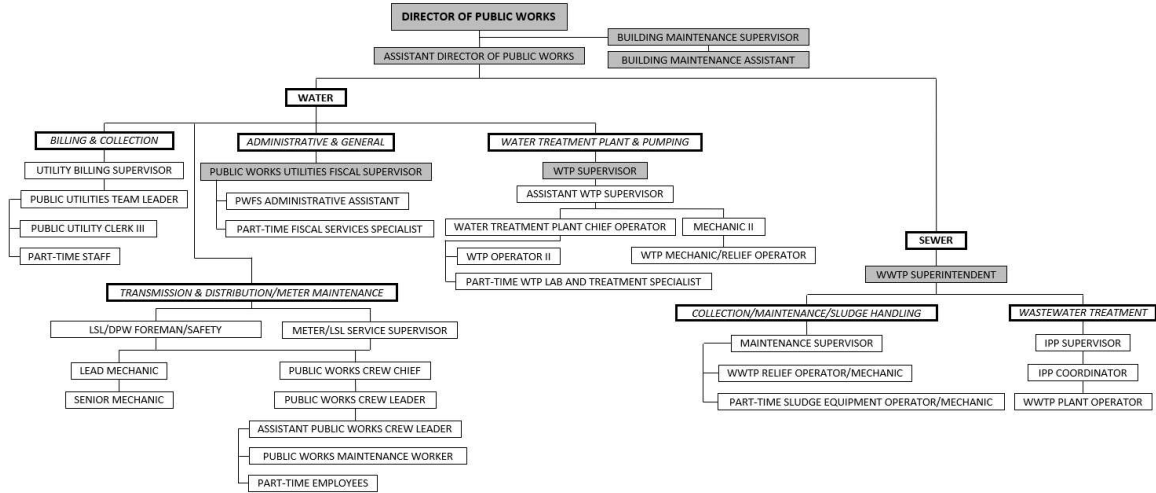 DIRECTOR OF PUBLIC WORKS
BUILDING MAINTENANCE SUPERVISOR
ASSISTANT DIRECTOR OF PUBLIC WORKS
BUILDING MAINTENANCE ASSISTANT
WATER
BILLING & COLLECTION
UTILITY BILLING SUPERVISOR
PUBLIC UTILITIES TEAM LEADER
PUBLIC UTILITY CLERK III
PART-TIME STAFF
ADMINISTRATIVE & GENERAL
PUBLIC WORKS UTILITIES FISCAL SUPERVISOR
PWFS ADMINISTRATIVE ASSISTANT
PART-TIME FISCAL SERVICES SPECIALIST
WATER TREATMENT PLANT & PUMPING
WTP SUPERVISOR
ASSISTANT WTP SUPERVISOR
WATER TREATMENT PLANT CHIEF OPERATOR
WTP OPERATOR II
PART-TIME WTP LAB AND TREATMENT SPECIALIST
MECHANIC II
WTP MECHANIC/RELIEF OPERATOR
TRANSMISSION & DISTRIBUTION/METER MAINTENANCE
LSL/DPW FOREMAN/SAFETY
METER/LSL SERVICE SUPERVISOR
LEAD MECHANIC
SENIOR MECHANIC
PUBLIC WORKS CREW CHIEF
PUBLIC WORKS CREW LEADER
ASSISTANT PUBLIC WORKS CREW LEADER
PUBLIC WORKS MAINTENANCE WORKER
PART-TIME EMPLOYEES
SEWER
WWTP SUPERINTENDENT
COLLECTION/MAINTENANCE/SLUDGE HANDLING
MAINTENANCE SUPERVISOR
WWTP RELIEF OPERATOR/MECHANIC
PART-TIME SLUDGE EQUIPMENT OPERATOR/MECHANIC
WASTEWATER TREATMENT
IPP SUPERVISOR
IPP COORDINATOR
WWTP PLANT OPERATOR